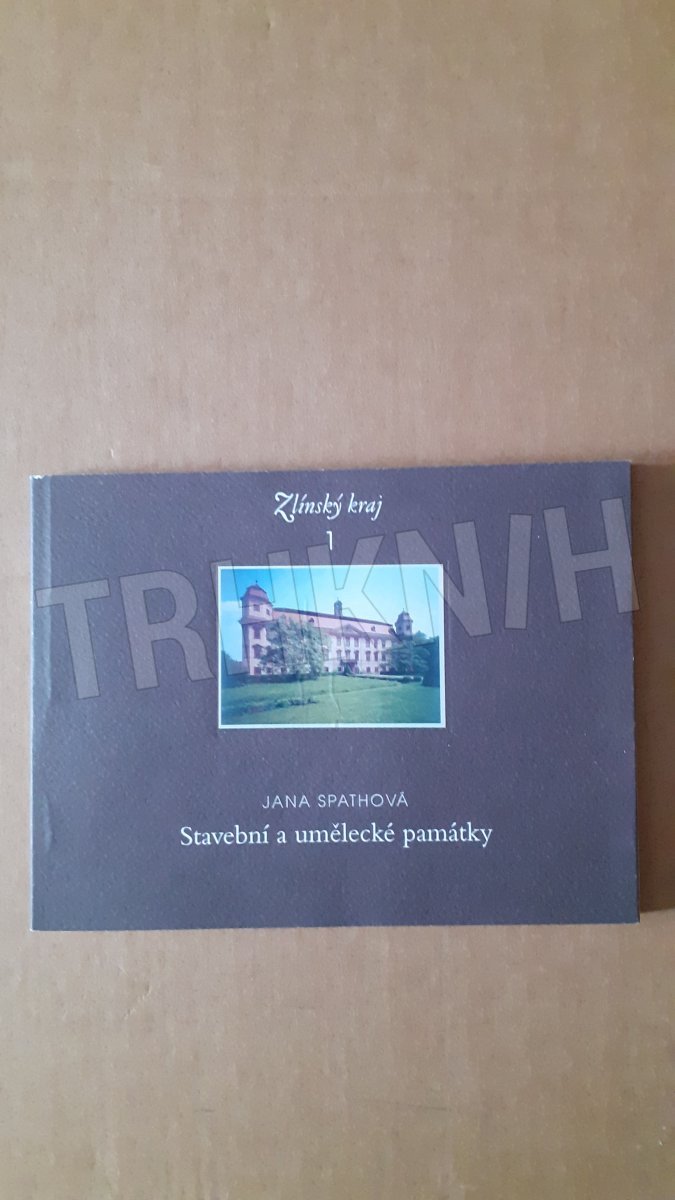 Zlínský kraj
1
TRHKNIH
JANA SPATHOVÁ
Stavební a umělecké památky